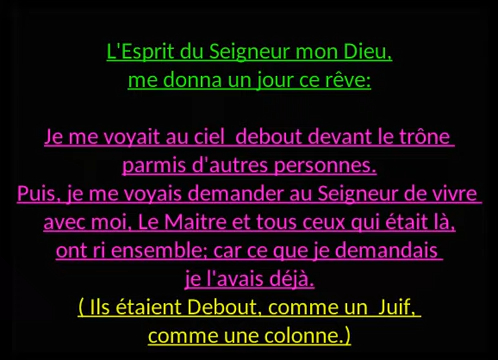 L'Esprit du Seigneur mon Dieu,
me donna un jour ce rêve:
Je me voyait au ciel  debout devant le trône
parmis d'autres personnes.
Puis, je me voyais demander au Seigneur de vivre
avec moi, Le Maitre et tous ceux qui était là,
ont ri ensemble; car ce que je demandais
je l'avais déjà.
( Ils étaient Debout, comme un  Juif,
comme une colonne.)